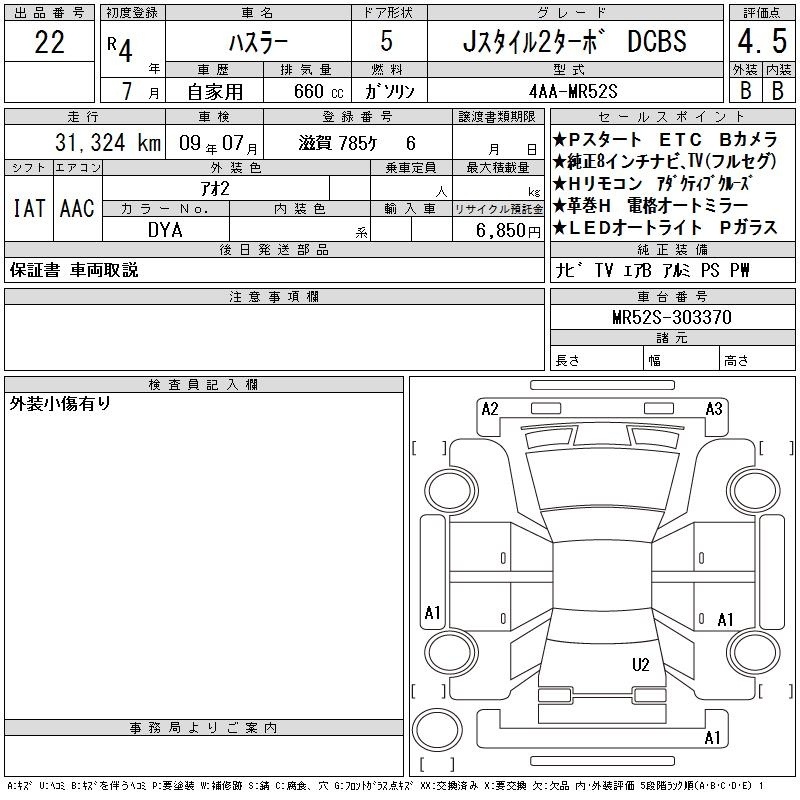 出品番号 初度登録 車名 ドア形状 グレード 評価点
22 R4年 ハスラー 5 Jスタイル2ターボ DCBS 4.5
車歴 排気量 燃料 型式 外装 内装
7月 自家用 660cc ガソリン 4AA-MR52S B B
走行 車検 登録番号 譲渡書類期限 セールスポイント
31,324 km 09年07月 滋賀 785ケ 6 月 日
★Pスタート ETC Bカメラ
★純正8インチナビ、TV(フルセグ)
シフト エアコン 外装色 乗車定員 最大積載量
IAT AAC アオ2 人 kg
★Hリモコン アダクティブクルーズ
★革巻H 電格オートミラー
カラーNo. 内装色 輸入車 リサイクル預託金
DYA 系 6,850円
★LEDオートライト Pガラス
後日発送部品 純正装備
保証書 車両取説 ナビ TV エアB アルミ PS PW
注意事項欄 車台番号
MR52S-303370
諸元
長さ 幅 高さ
検査員記入欄
外装小傷有り
A2 A3
A1 A1
U2
A1
事務局よりご案内
A:キズ U:ヘコミ B:キズを伴うヘコミ P:要塗装 W:補修跡 S:錆 C:腐食、穴 G:フロントガラス点キズ XX:交換済み X:要交換 欠:欠品 内・外装評価 5段階ランク順(A・B・C・D・E) 1